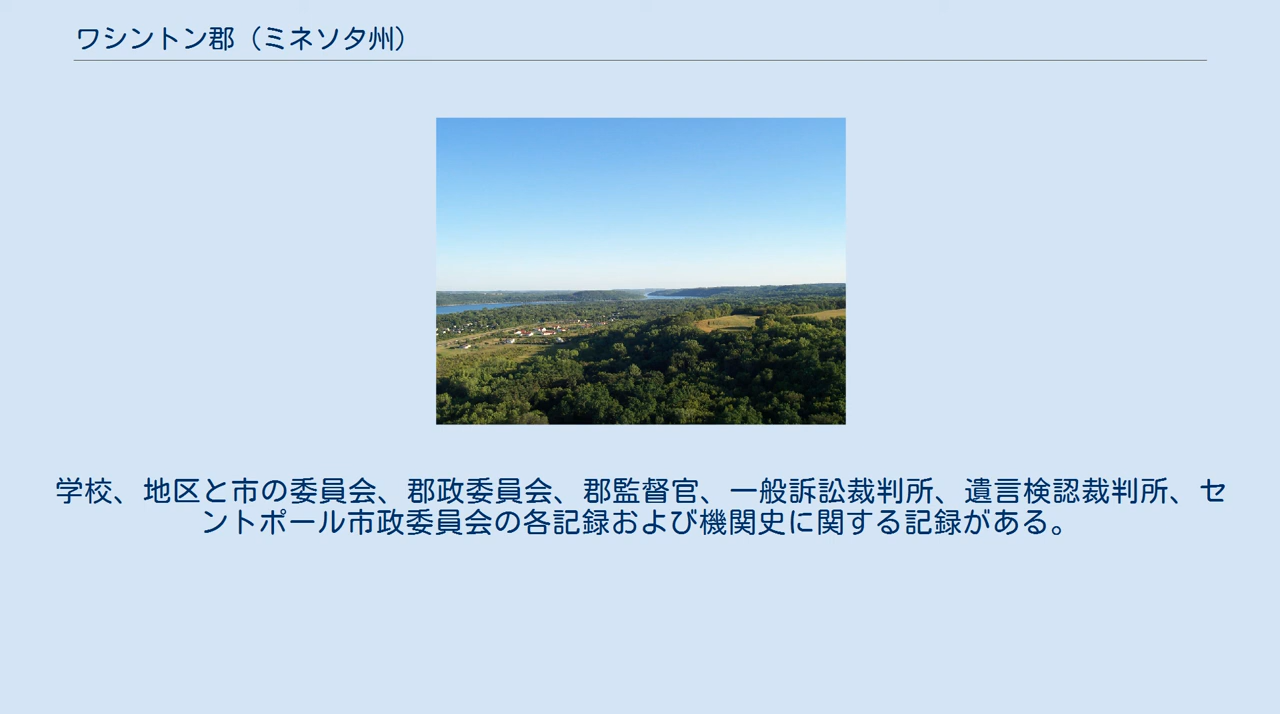 ワシントン郡（ミネソタ州）
学校、地区と市の委員会、郡政委員会、郡監督官、一般訴訟裁判所、遺言検認裁判所、セ
ントポール市政委員会の各記録および機関史に関する記録がある。